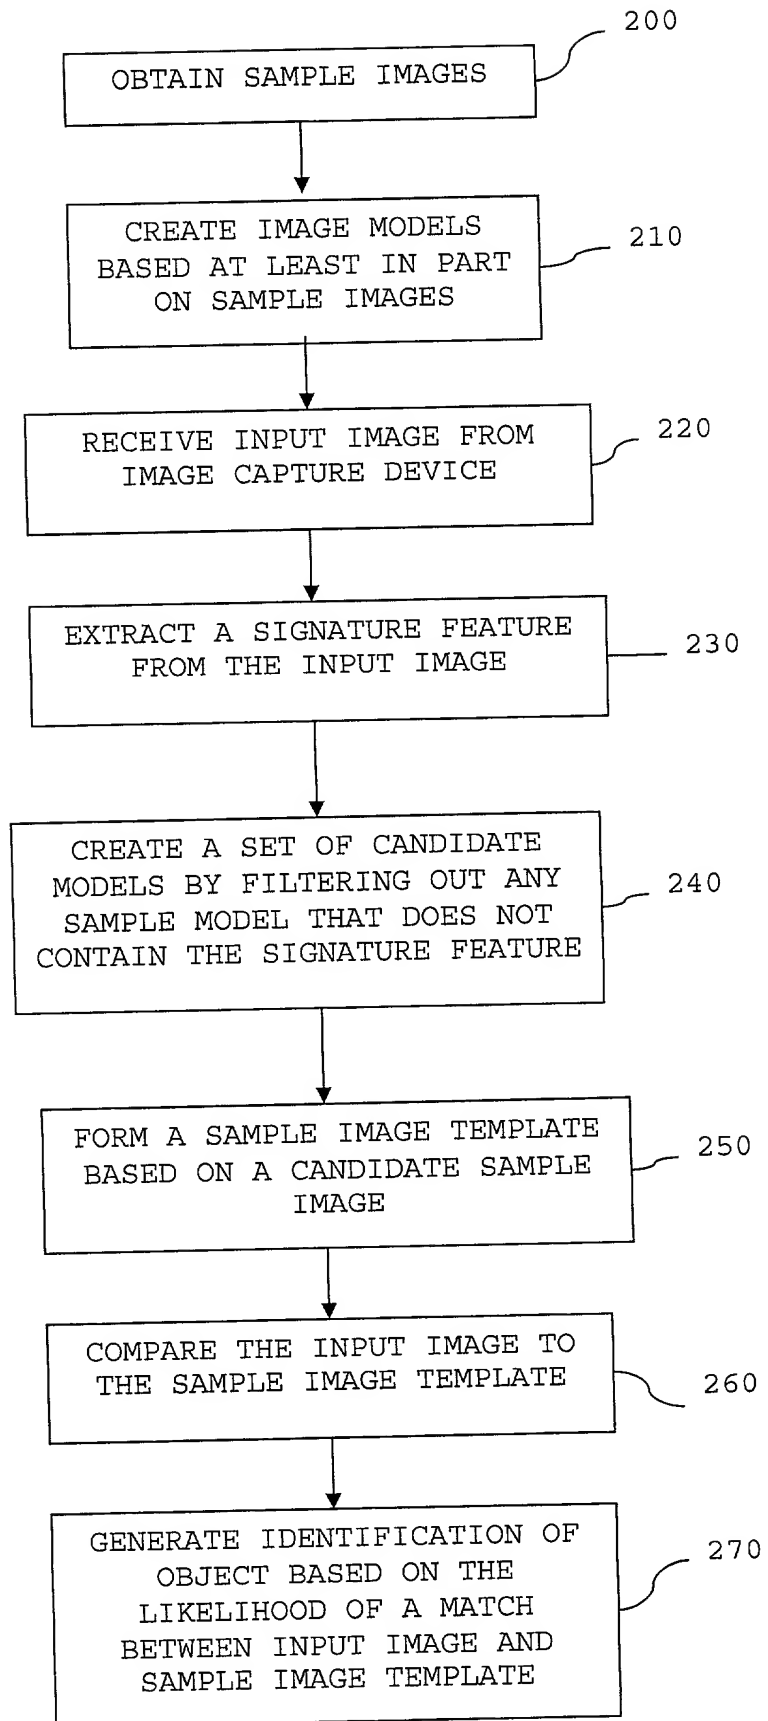 200
OBTAIN SAMPLE IMAGES
CREATE IMAGE MODELS
BASED AT LEAST IN PART
ON SAMPLE IMAGES
210
RECEIVE INPUT IMAGE FROM
IMAGE CAPTURE DEVICE
220
EXTRACT A SIGNATURE FEATURE
FROM THE INPUT IMAGE
230
CREATE A SET OF CANDIDATE
MODELS BY FILTERING OUT ANY
SAMPLE MODEL THAT DOES NOT
CONTAIN THE SIGNATURE FEATURE
240
FORM A SAMPLE IMAGE TEMPLATE
BASED ON A CANDIDATE SAMPLE
IMAGE
250
COMPARE THE INPUT IMAGE TO
THE SAMPLE IMAGE TEMPLATE
260
GENERATE IDENTIFICATION OF
OBJECT BASED ON THE
LIKELIHOOD OF A MATCH
BETWEEN INPUT IMAGE AND
SAMPLE IMAGE TEMPLATE
270